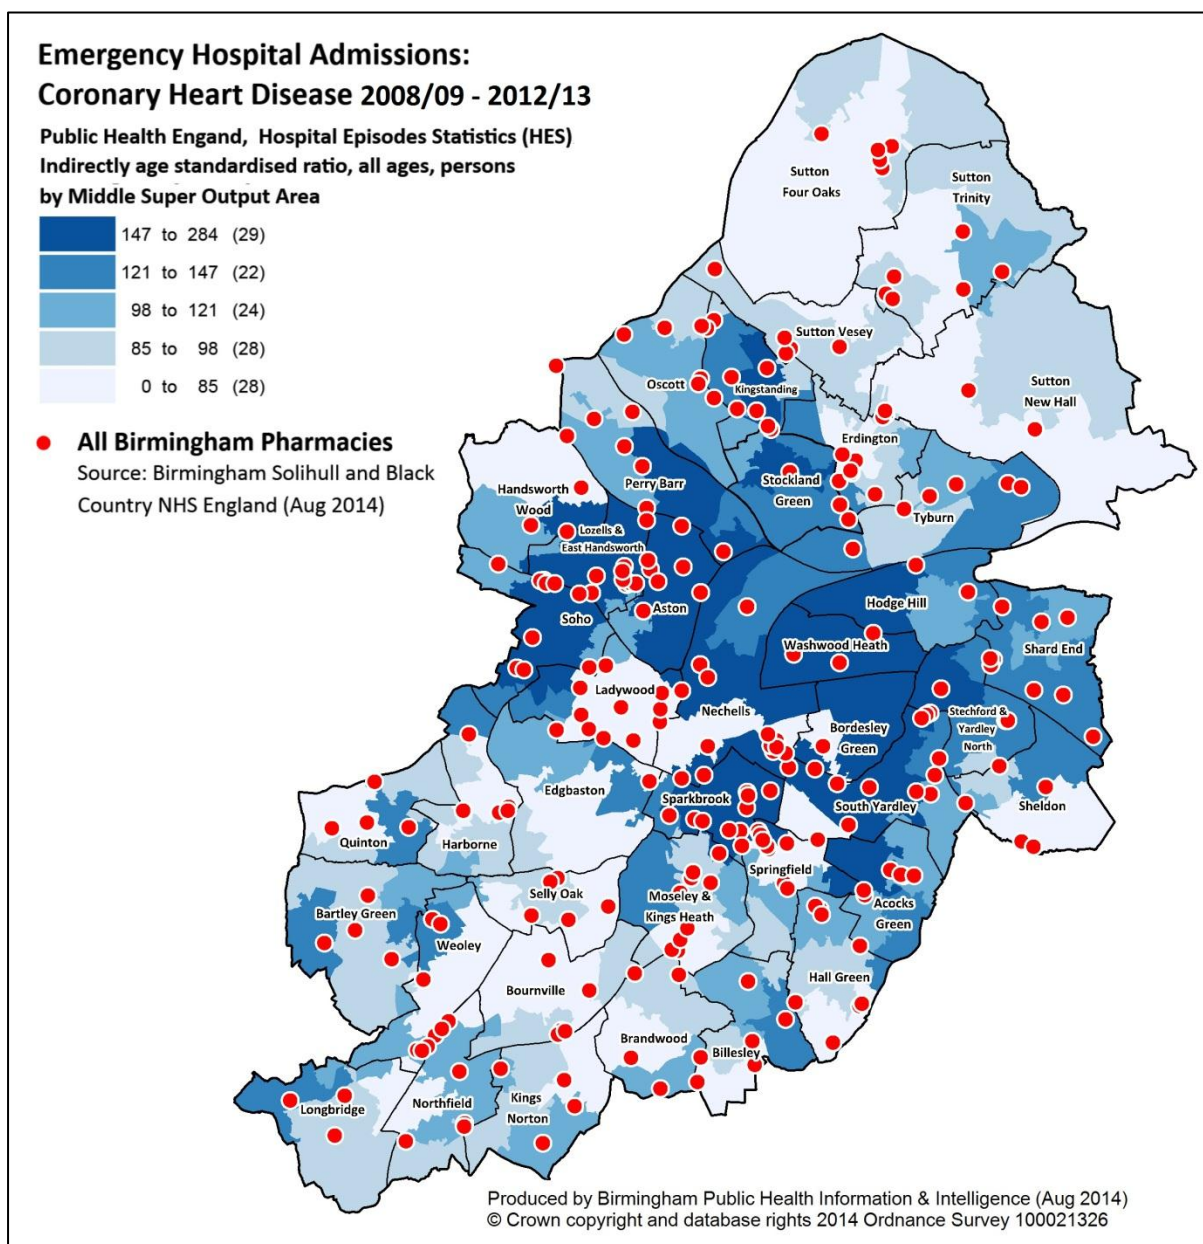 Emergency Hospital Admissions:
Coronary Heart Disease 2008/09 - 2012/13
Public Health Engand, Hospital Episodes Statistics (HES)
Indirectly age standardised ratio, all ages, persons
by Middle Super Output Area
147 to 284 (29)
121 to 147 (22)
98 to 121 (24)
85 to 98 (28)
0 to 85 (28)
All Birmingham Pharmacies
Source: Birmingham Solihull and Black
Country NHS England (Aug 2014)
Sutton
Four Oaks
Sutton
Trinity
Sutton Vesey
Sutton
New Hall
Oscott
Kingstanding
Erdington
Perry Barr
Stockland
Green
Tyburn
Handsworth
Wood
Lozells &
East Handsworth
Hodge Hill
Soho
Aston
Washwood Heath
Shard End
Ladywood
Nechells
Bordesley
Green
Stechford &
Yardley
North
Edgbaston
Sparkbrook
South Yardley
Sheldon
Quinton
Harborne
Springfield
Selly Oak
Moseley &
Kings Heath
Acocks
Green
Bartley Green
Weoley
Hall Green
Bournville
Brandwood
Billesley
Longbridge
Northfield
Kings
Norton
Produced by Birmingham Public Health Information & Intelligence (Aug 2014)
© Crown copyright and database rights 2014 Ordnance Survey 100021326